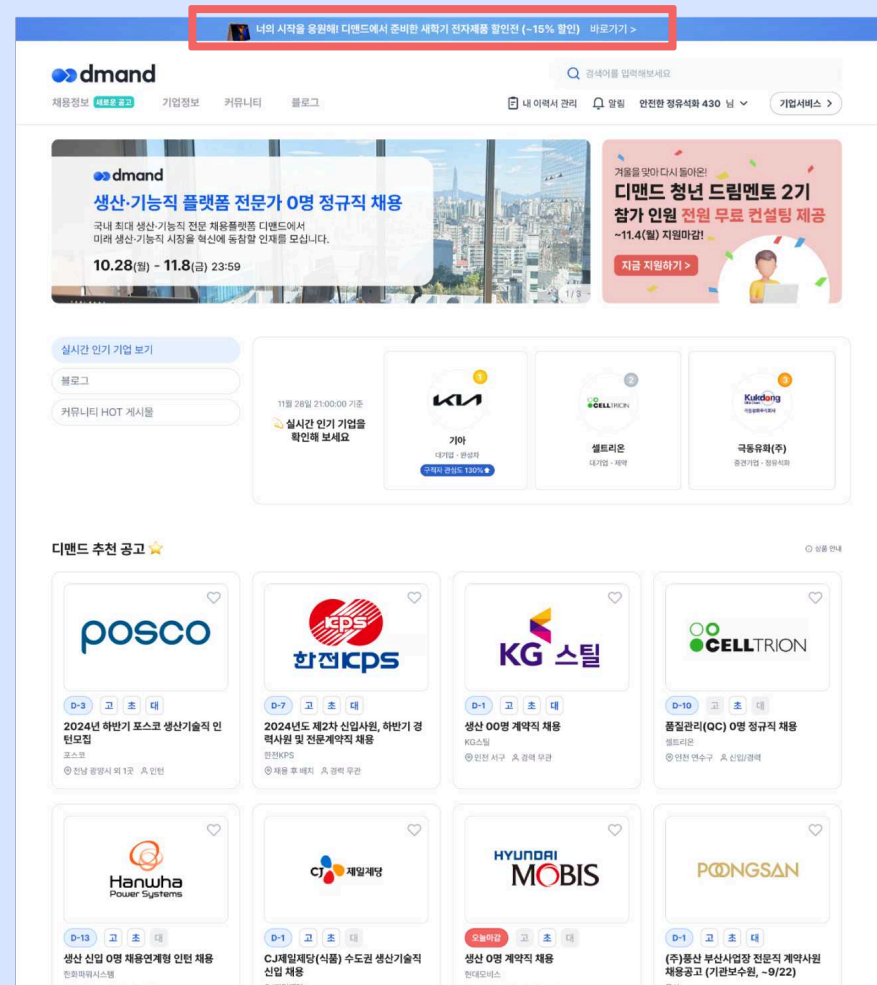 너의 시작을 응원해! 디맨드에서 준비한 새학기 전자제품 할인전 (~15% 할인) 바로가기 >
dmand
검색어를 입력해보세요
채용정보 새로운 공고 기업정보 커뮤니티 블로그
내 이력서 관리 알림 안전한 정유석화 430 님 기업서비스 >
dmand
생산·기능직 플랫폼 전문가 0명 정규직 채용
국내 최대 생산·기능직 전문 채용플랫폼 디맨드에서
미래 생산·기능직 시장을 혁신에 동참할 인재를 모십니다.
10.28(월) - 11.8(금) 23:59
1/3
겨울을 맞아 다시 돌아온!
디맨드 청년 드림멘토 2기
참가 인원 전원 무료 컨설팅 제공
~11.4(월) 지원마감!
지금 지원하기 >
실시간 인기 기업 보기
블로그
커뮤니티 HOT 게시물
11월 28일 21:00:00 기준
실시간 인기 기업을
확인해 보세요
1
KIA
기아
대기업 · 완성차
구직자 관심도 130%
2
CELLTRION
셀트리온
대기업 · 제약
3
Kukdong
극동유화(주)
중견기업 · 정유석화
디맨드 추천 공고
상품 안내
posco
D-3 고 초 대
2024년 하반기 포스코 생산기술직 인
턴모집
포스코
전남 광양시 외 1곳 인턴
KPS
한전KPS
D-7 고 초 대
2024년도 제2차 신입사원, 하반기 경
력사원 및 전문계약직 채용
한전KPS
채용 후 배치 경력 무관
KG 스틸
D-1 고 초 대
생산 00명 계약직 채용
KG스틸
인천 서구 경력 무관
CELLTRION
D-10 고 초 대
품질관리(QC) 0명 정규직 채용
셀트리온
인천 연수구 신입/경력
Hanwha
Power Systems
D-13 고 초 대
생산 신입 0명 채용연계형 인턴 채용
한화파워시스템
CJ 제일제당
D-1 고 초 대
CJ제일제당(식품) 수도권 생산기술직
신입 채용
HYUNDAI
MOBIS
오늘마감 고 초 대
생산 0명 계약직 채용
현대모비스
POONGSAN
D-1 고 초 대
(주)풍산 부산사업장 전문직 계약사원
채용공고 (기관보수원, ~9/22)